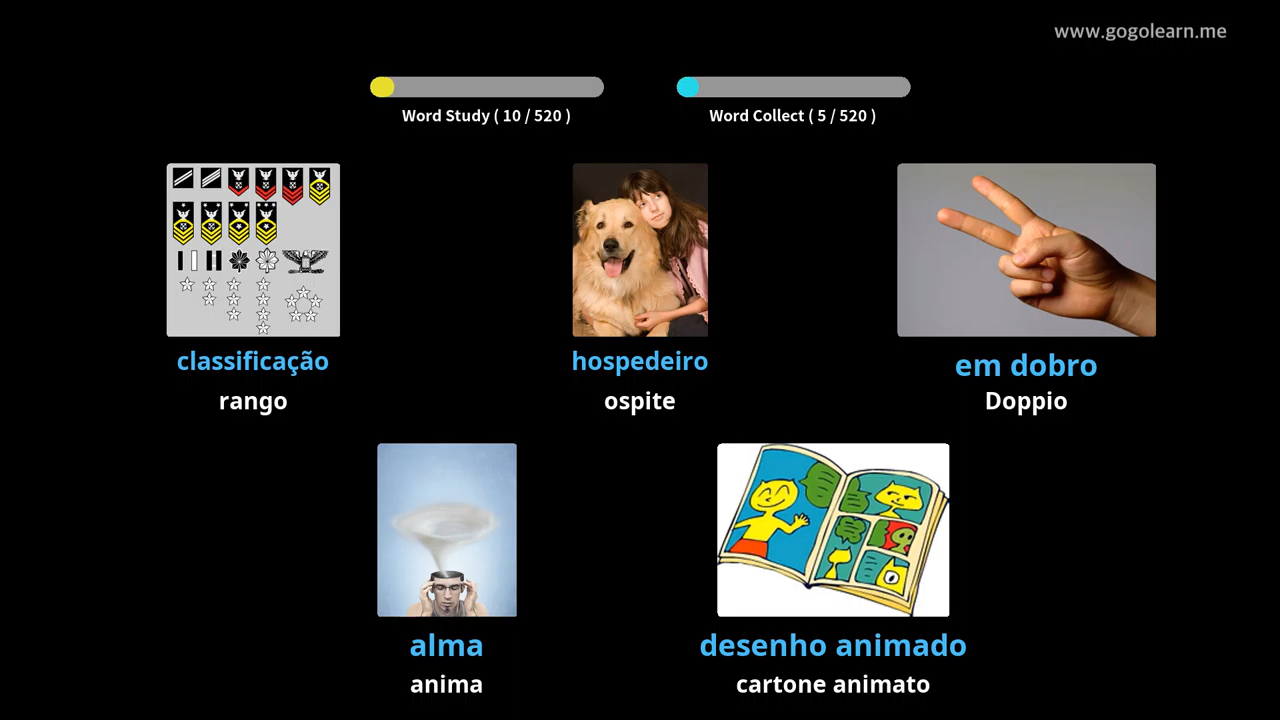 www.gogolearn.me
Word Study ( 10 / 520 )
Word Collect ( 5 / 520 )
classificação
rango
hospedeiro
ospite
em dobro
Doppio
alma
anima
desenho animado
cartone animato